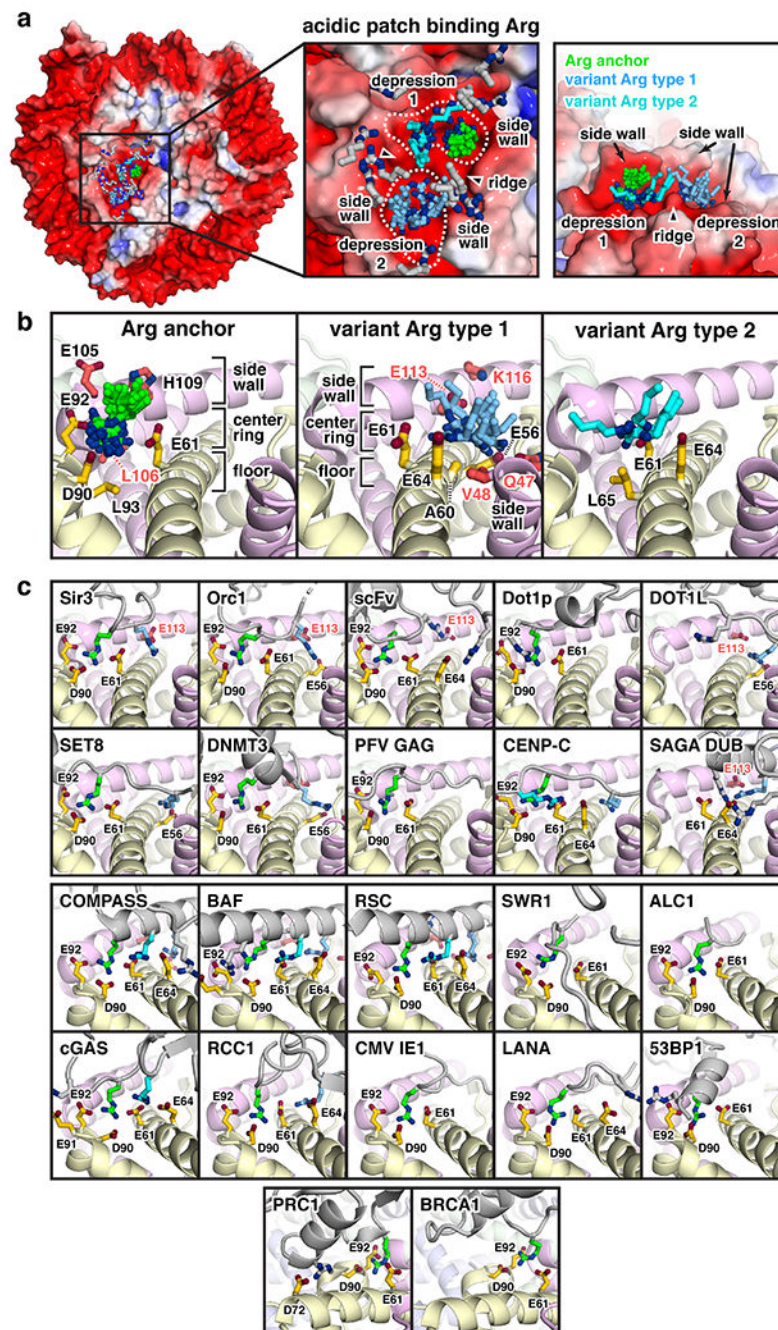 a
acidic patch binding Arg
depression
1
side
wall
ridge
side
wall
depression
2
side
wall
Arg anchor
variant Arg type 1
variant Arg type 2
side wall
side wall
depression
1
ridge
depression
2
b
Arg anchor
E105
H109
E92
E61
L106
D90
L93
side
wall
center
ring
floor
variant Arg type 1
E113
K116
side
wall
center
ring
floor
E61
E56
E64
Q47
V48
A60
side
wall
variant Arg type 2
E61
E64
L65
c
Sir3
E92
E113
D90
E61
Orc1
E92
E113
E61
D90
E56
scFv
E92
E113
E61
D90
E64
Dot1p
E92
E61
D90
DOT1L
E113
E56
SET8
E92
D90
E61
E56
DNMT3
E92
D90
E61
E56
PFV GAG
E92
D90
E61
CENP-C
E92
D90
E61
E64
SAGA DUB
E113
E61
E64
COMPASS
E92
E61
D90
E64
BAF
E92
D90
E61
E64
RSC
E92
D90
E61
E64
SWR1
E92
E61
D90
ALC1
E92
E61
D90
cGAS
E92
E64
E91
D90
E61
RCC1
E92
E64
D90
E61
CMV IE1
E92
E61
D90
LANA
E92
D90
E61
E64
53BP1
E61
E92
D90
PRC1
E92
D90
D72
E61
BRCA1
E92
D90
E61